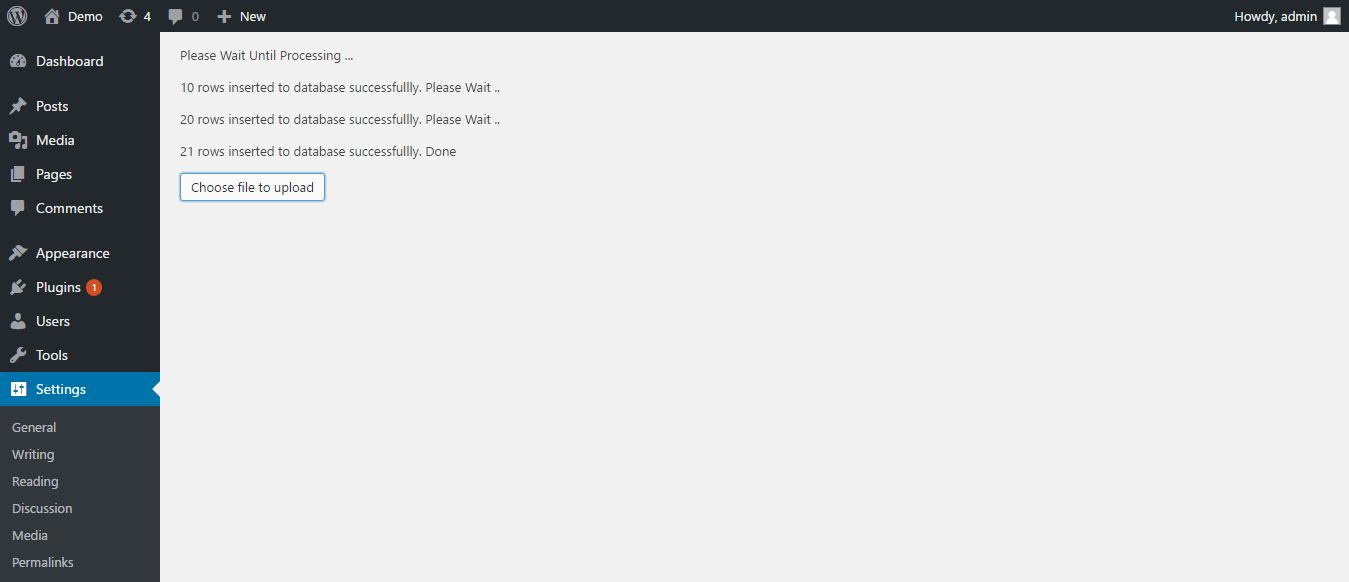 Demo 4 0 New Howdy, admin
Dashboard
Posts
Media
Pages
Comments
Appearance
Plugins 1
Users
Tools
Settings
General
Writing
Reading
Discussion
Media
Permalinks
Please Wait Until Processing ...
10 rows inserted to database successfullly. Please Wait ..
20 rows inserted to database successfullly. Please Wait ..
21 rows inserted to database successfullly. Done
Choose file to upload